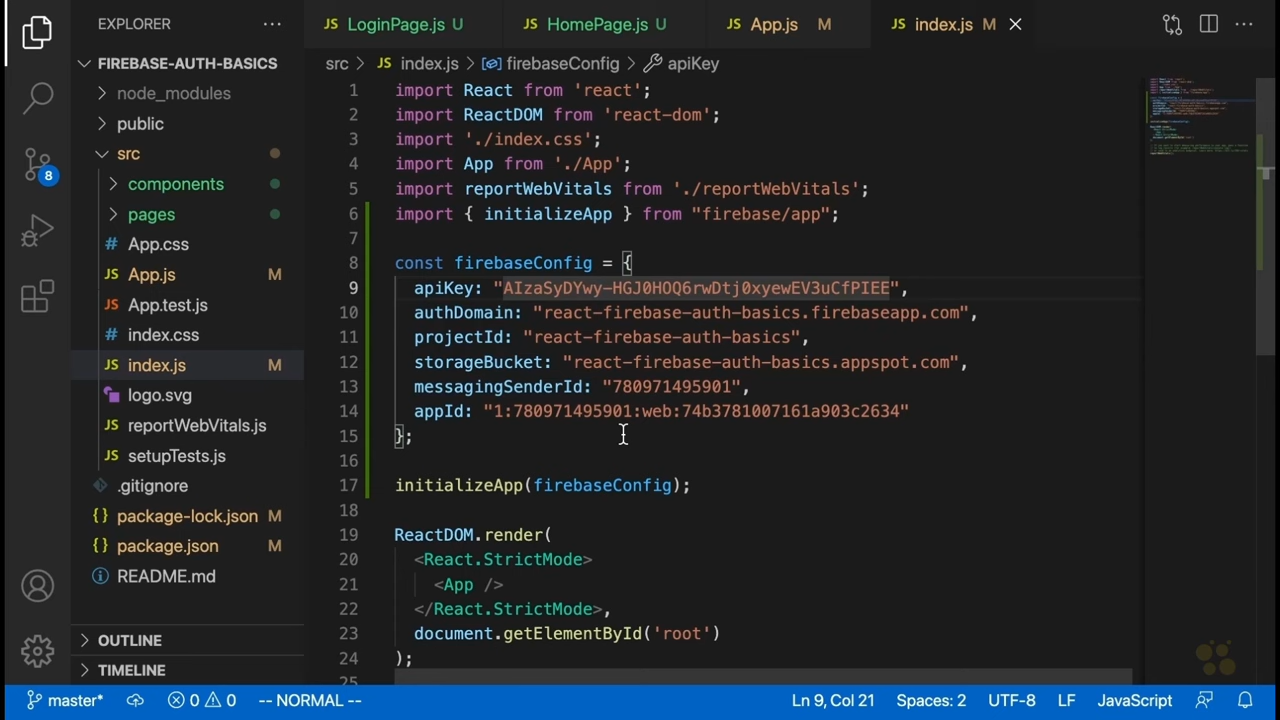 EXPLORER
FIREBASE-AUTH-BASICS
node_modules
public
src
components
pages
App.css
App.js M
App.test.js
index.css
index.js M
logo.svg
reportWebVitals.js
setupTests.js
.gitignore
package-lock.json M
package.json M
README.md
OUTLINE
TIMELINE
8
JS LoginPage.js U JS HomePage.js U JS App.js M JS index.js M
src > JS index.js > firebaseConfig > apiKey
1 import React from 'react';
2 import ReactDOM from 'react-dom';
3 import './index.css';
4 import App from './App';
5 import reportWebVitals from './reportWebVitals';
6 import { initializeApp } from "firebase/app";
7
8 const firebaseConfig = {
9 apiKey: "AIzaSyDYwy-HGJ0HOQ6rwDtj0xyewEV3uCfPIEE",
10 authDomain: "react-firebase-auth-basics.firebaseapp.com",
11 projectId: "react-firebase-auth-basics",
12 storageBucket: "react-firebase-auth-basics.appspot.com",
13 messagingSenderId: "780971495901",
14 appId: "1:780971495901:web:74b3781007161a903c2634"
15 };
16
17 initializeApp(firebaseConfig);
18
19 ReactDOM.render(
20 <React.StrictMode>
21 <App />
22 </React.StrictMode>,
23 document.getElementById('root')
24 );
25
master* 0 0 -- NORMAL -- Ln 9, Col 21 Spaces: 2 UTF-8 LF JavaScript